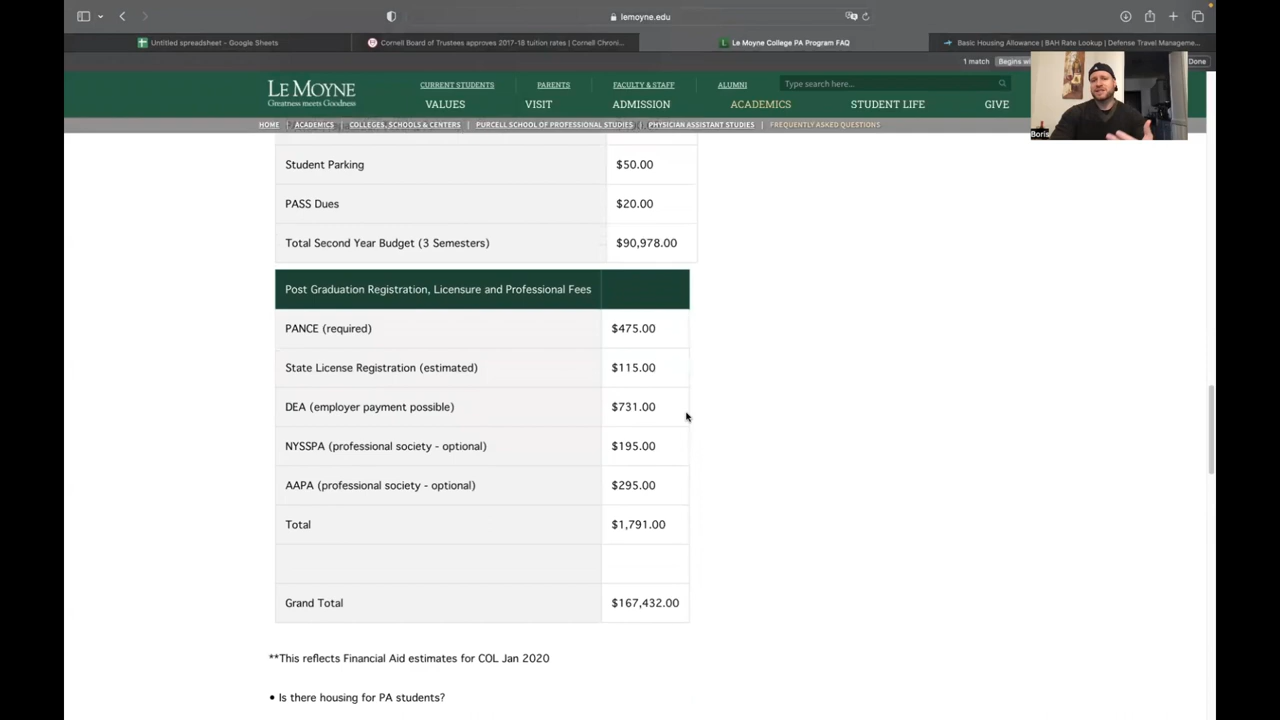 lemoyne.edu
Untitled spreadsheet - Google Sheets
Cornell Board of Trustees approves 2017-18 tuition rates | Cornell Chroni...
Le Moyne College PA Program FAQ
Basic Housing Allowance | BAH Rate Lookup | Defense Travel Manageme...
1 match
Begins wi
Done
LE MOYNE
Greatness meets Goodness
CURRENT STUDENTS PARENTS FACULTY & STAFF ALUMNI
Type search here...
VALUES VISIT ADMISSION ACADEMICS STUDENT LIFE GIVE
HOME | ACADEMICS | COLLEGES, SCHOOLS & CENTERS | PURCELL SCHOOL OF PROFESSIONAL STUDIES | PHYSICIAN ASSISTANT STUDIES | FREQUENTLY ASKED QUESTIONS
Boris
Student Parking $50.00
PASS Dues $20.00
Total Second Year Budget (3 Semesters) $90,978.00
Post Graduation Registration, Licensure and Professional Fees
PANCE (required) $475.00
State License Registration (estimated) $115.00
DEA (employer payment possible) $731.00
NYSSPA (professional society - optional) $195.00
AAPA (professional society - optional) $295.00
Total $1,791.00
Grand Total $167,432.00
**This reflects Financial Aid estimates for COL Jan 2020
• Is there housing for PA students?